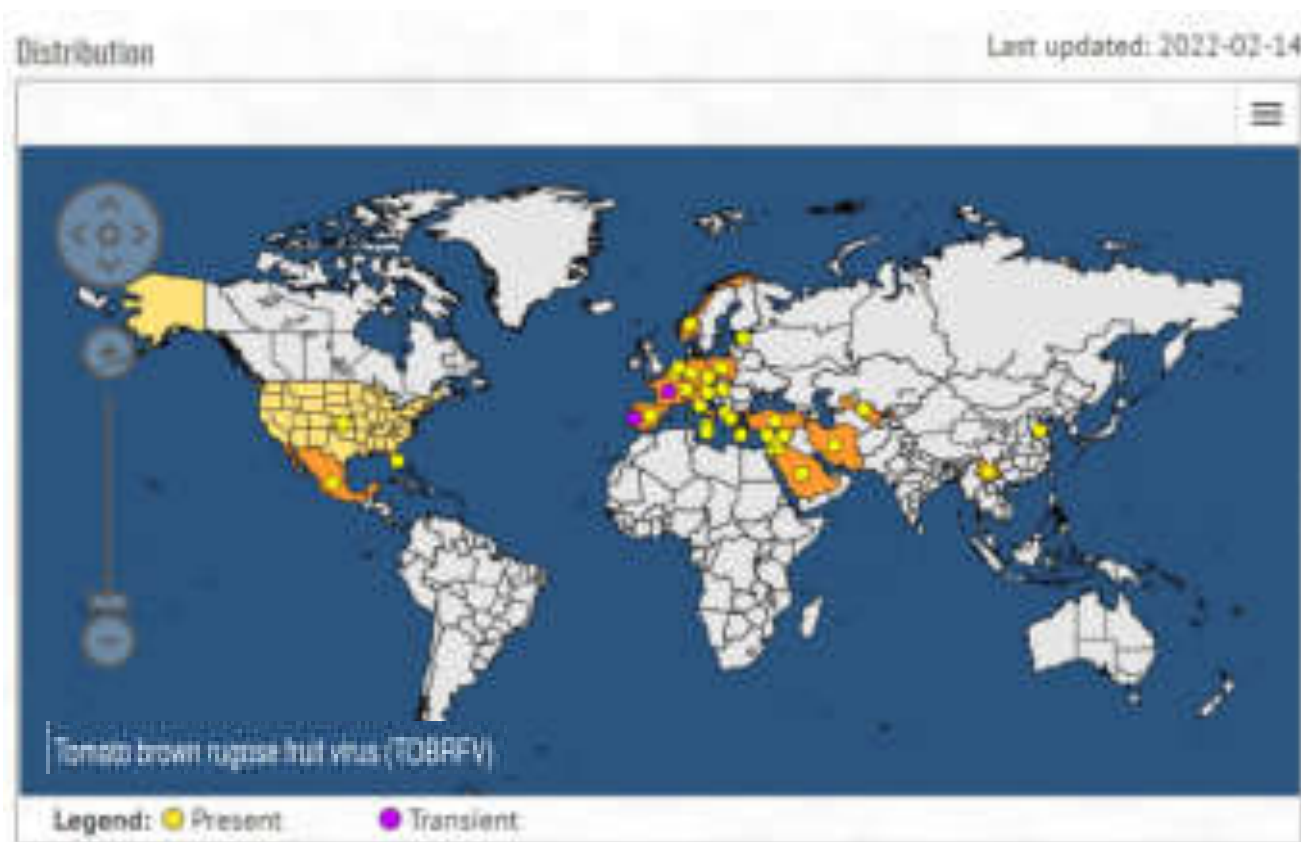 Distribution
Last updated: 2022-02-14
Tomato brown rugose fruit virus (TOBRFV)
Legend: Present Transient